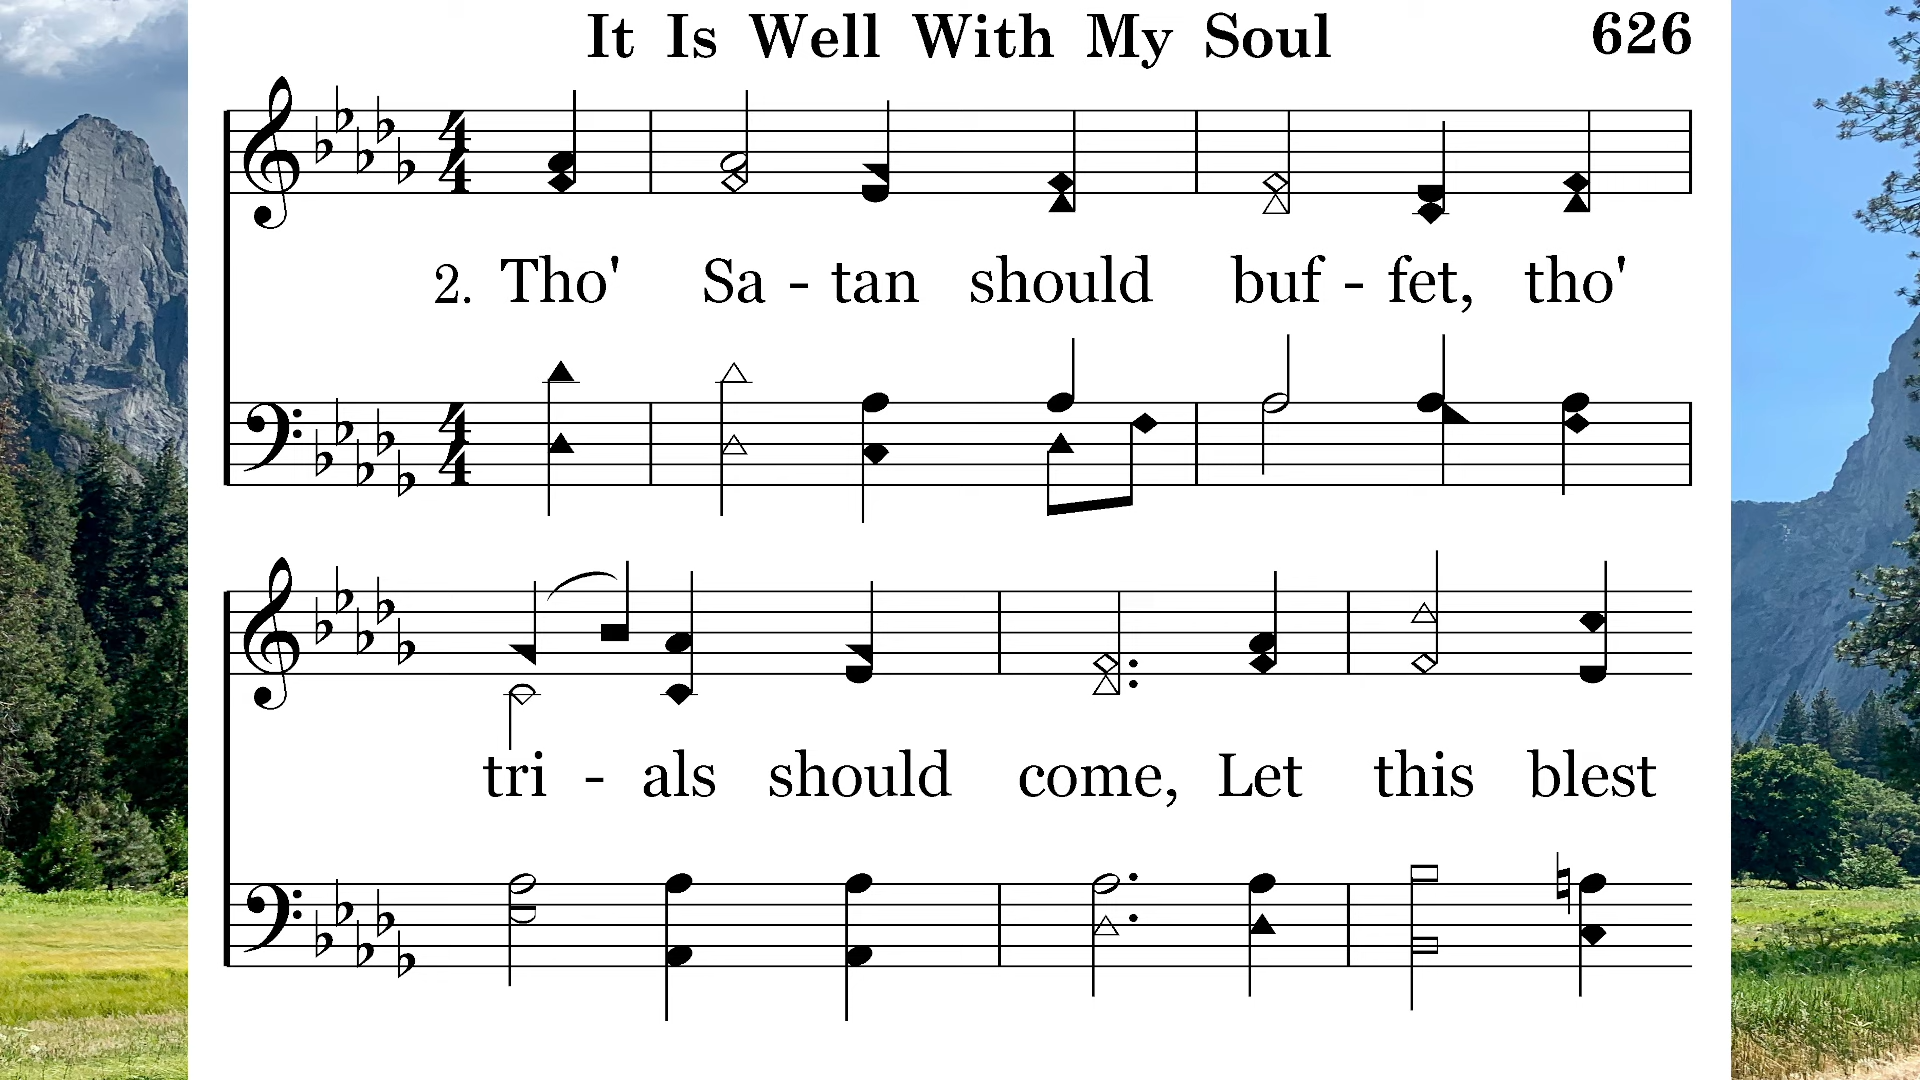 It Is Well With My Soul 626
2. Tho' Sa - tan should buf - fet, tho'
tri - als should come, Let this blest